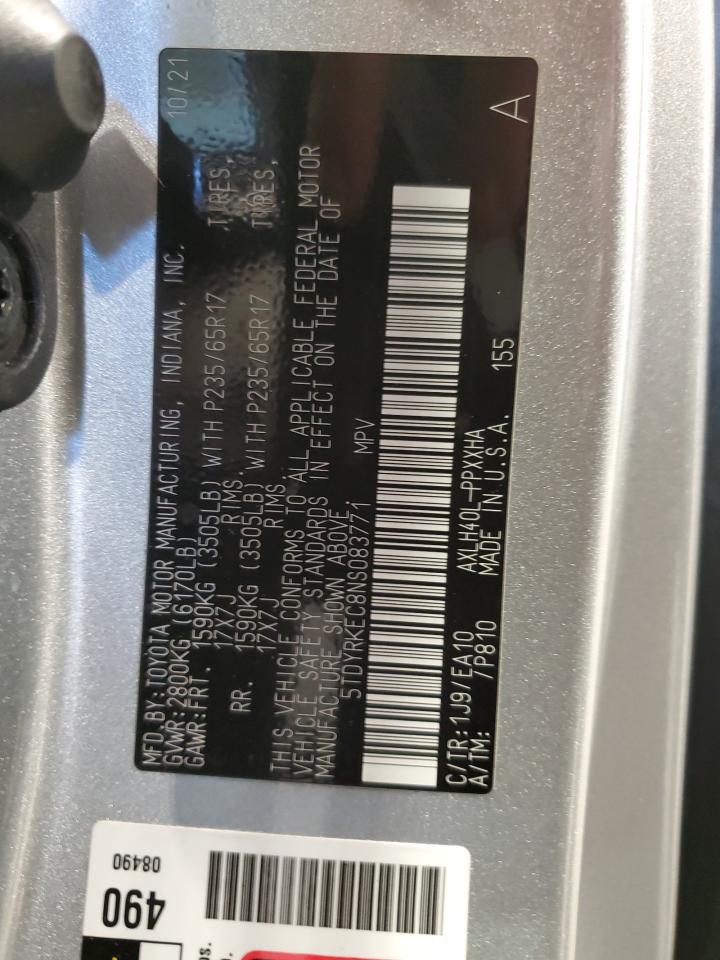 MFD.BY:TOYOTA MOTOR MANUFACTURING, INDIANA, INC. 10/21
GVWR:2800KG (6170LB)
GAWR:FRT. 1590KG (3505LB) WITH P235/65R17 TIRES,
17X7J RIMS.
RR. 1590KG (3505LB) WITH P235/65R17 TIRES,
17X7J RIMS.
THIS VEHICLE CONFORMS TO ALL APPLICABLE FEDERAL MOTOR
VEHICLE SAFETY STANDARDS IN EFFECT ON THE DATE OF
MANUFACTURE SHOWN ABOVE.
5TDYRKEC8NS083771 MPV
C/TR:1J9/EA10 AXLH40L-PPXXHA
A/TM: /P810 MADE IN U.S.A. 155 A
490
08490